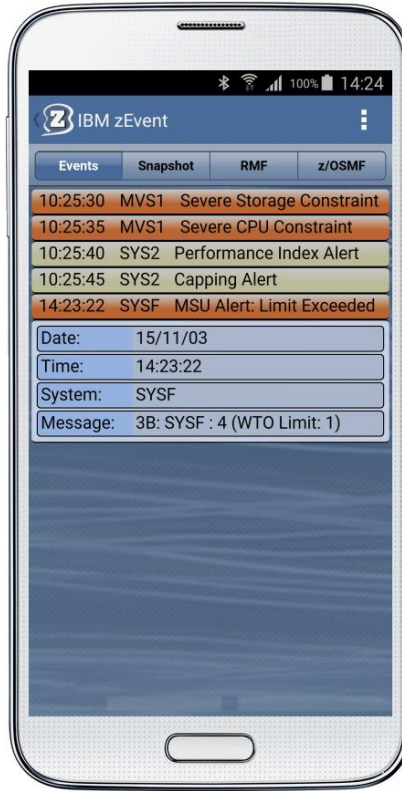 100% 14:24
Z IBM zEvent
Events Snapshot RMF z/OSMF
10:25:30 MVS1 Severe Storage Constraint
10:25:35 MVS1 Severe CPU Constraint
10:25:40 SYS2 Performance Index Alert
10:25:45 SYS2 Capping Alert
14:23:22 SYSF MSU Alert: Limit Exceeded
Date: 15/11/03
Time: 14:23:22
System: SYSF
Message: 3B: SYSF : 4 (WTO Limit: 1)